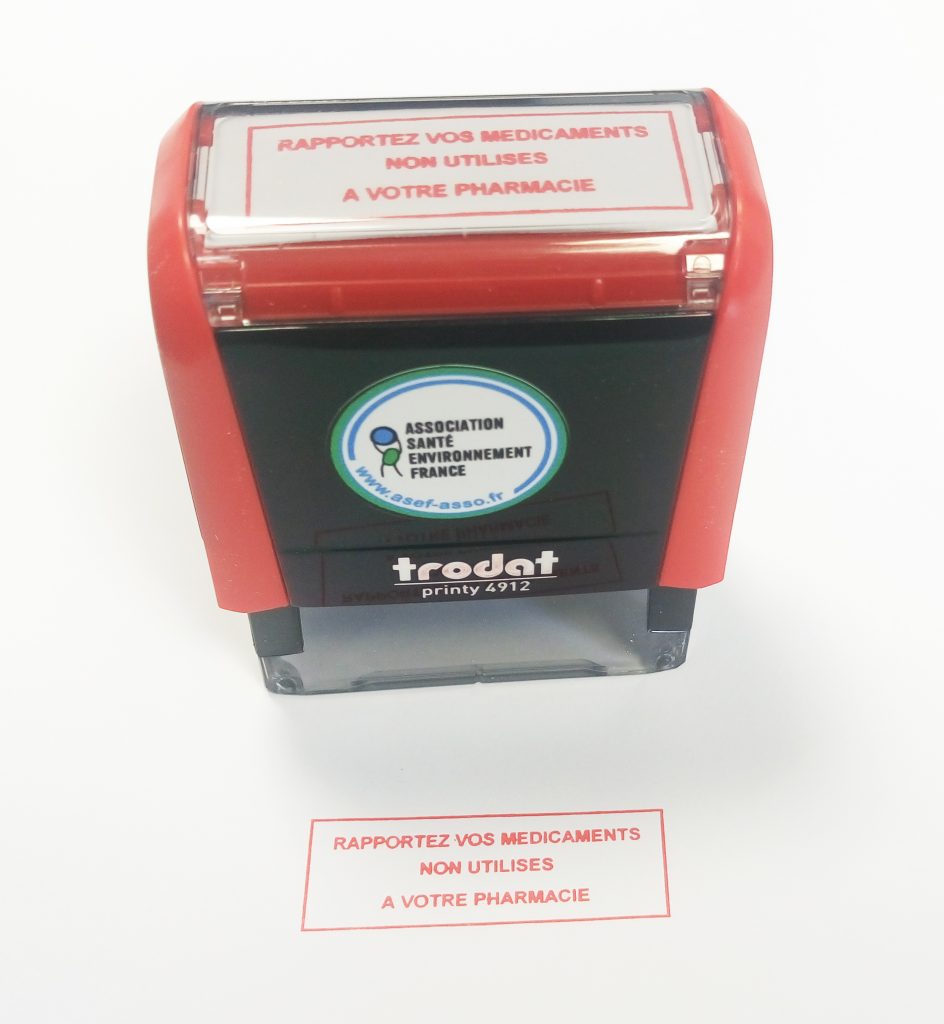 RAPPORTEZ VOS MEDICAMENTS
NON UTILISES
A VOTRE PHARMACIE
ASSOCIATION
SANTÉ
ENVIRONNEMENT
FRANCE
www.asef-asso.fr
trodat
printy 4912
RAPPORTEZ VOS MEDICAMENTS
NON UTILISES
A VOTRE PHARMACIE